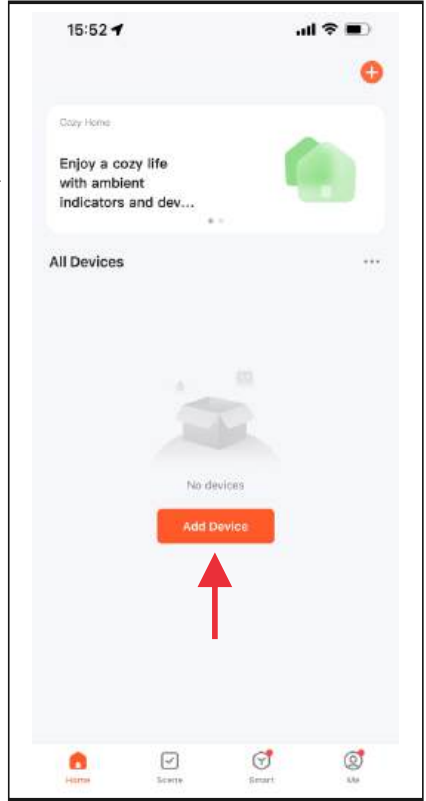 15:52
Cozy Home
Enjoy a cozy life
with ambient
indicators and dev...
All Devices
No devices
Add Device
Home
Scene
Smart
Me